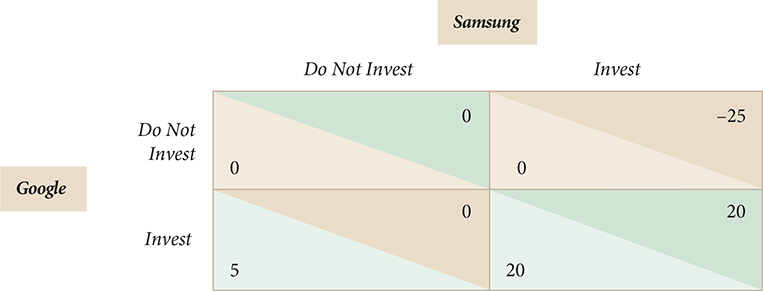 Samsung
Do Not Invest
Invest
Do Not
Invest
0
0
–25
0
Google
Invest
0
5
20
20